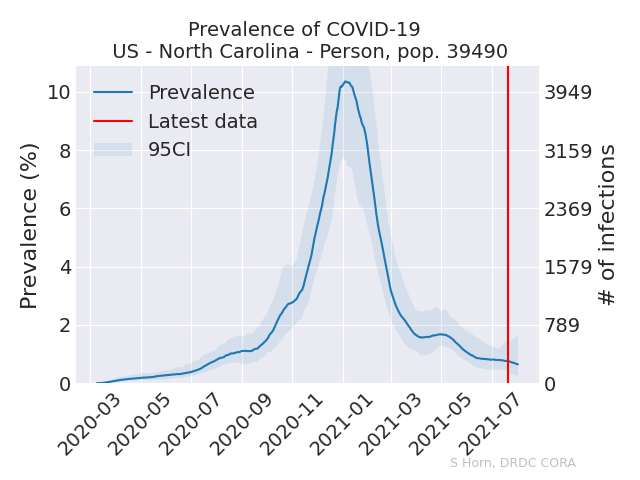 Prevalence of COVID-19
US - North Carolina - Person, pop. 39490
Prevalence (%)
10
8
6
4
2
0
Prevalence
Latest data
95CI
3949
3159
2369
1579
789
0
# of infections
2020-03
2020-05
2020-07
2020-09
2020-11
2021-01
2021-03
2021-05
2021-07
S Horn, DRDC CORA